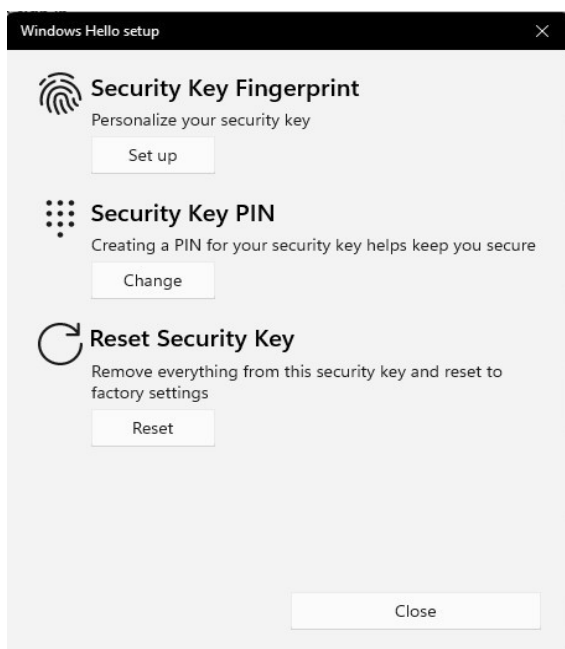 Windows Hello setup
Security Key Fingerprint
Personalize your security key
Set up
Security Key PIN
Creating a PIN for your security key helps keep you secure
Change
Reset Security Key
Remove everything from this security key and reset to
factory settings
Reset
Close